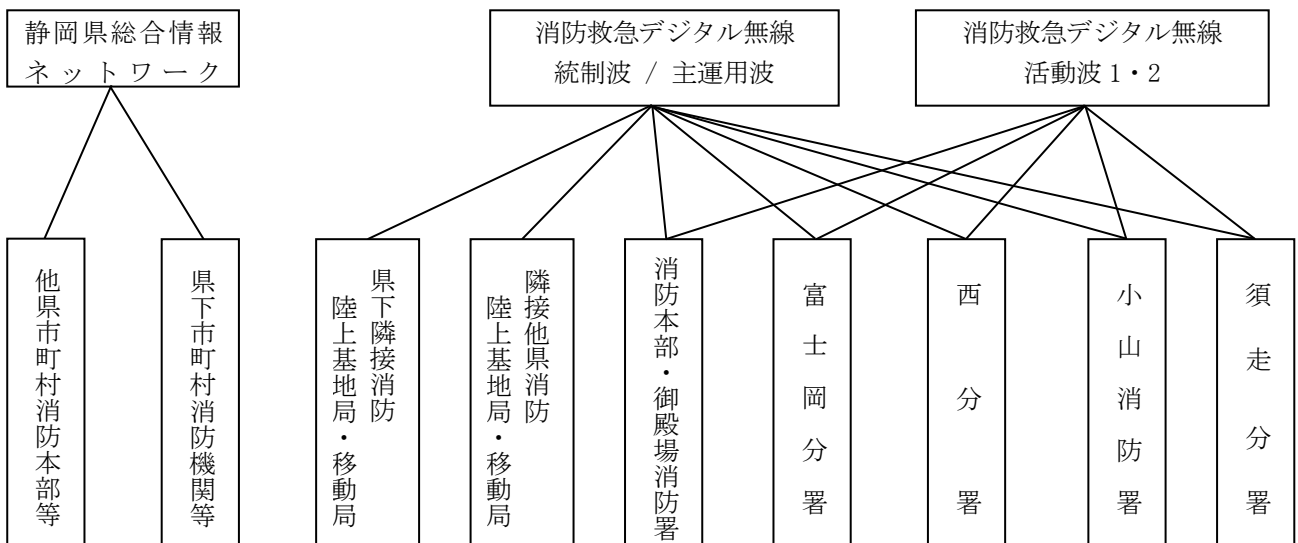 静岡県総合情報
ネットワーク
消防救急デジタル無線
統制波 / 主運用波
消防救急デジタル無線
活動波 1・2
他県市町村消防本部等
県下市町村消防機関等
県下隣接消防
陸上基地局・移動局
隣接他県消防
陸上基地局・移動局
消防本部・御殿場消防署
富士岡分署
西分署
小山消防署
須走分署